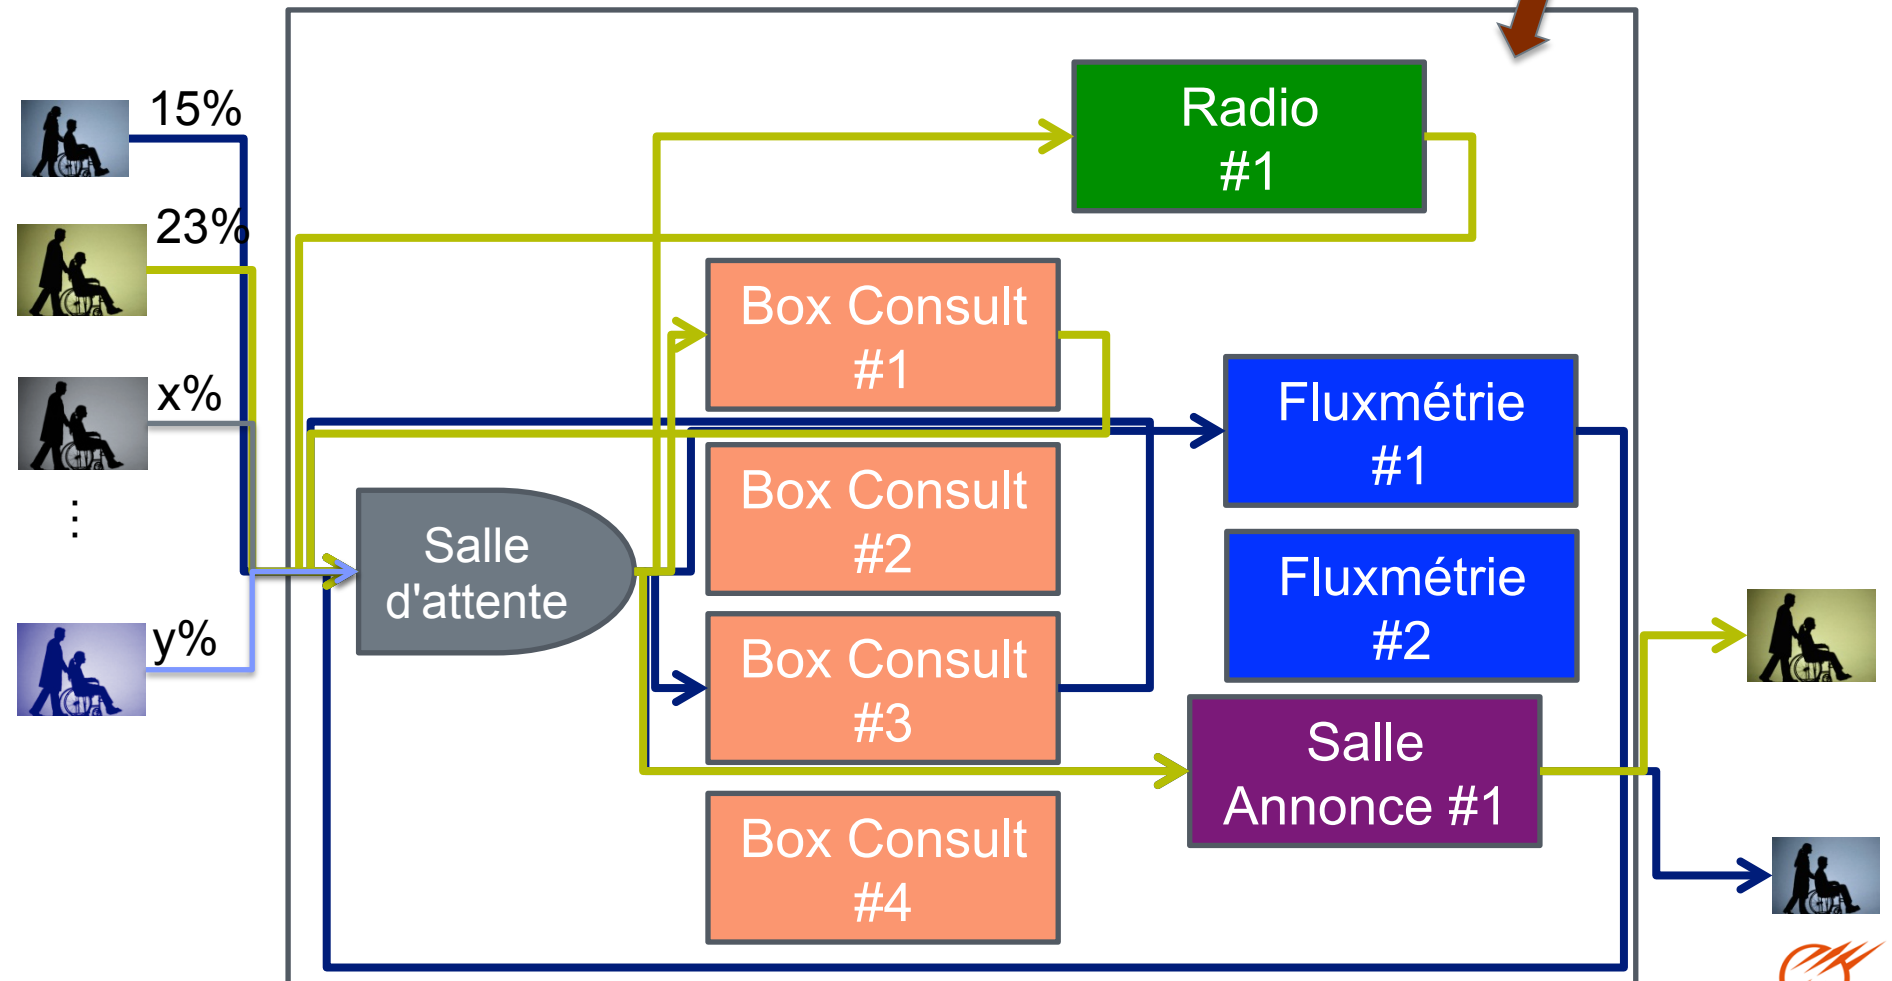 15%
23%
x%
⋮
y%
Salle
d'attente
Radio
#1
Box Consult
#1
Box Consult
#2
Box Consult
#3
Box Consult
#4
Fluxmétrie
#1
Fluxmétrie
#2
Salle
Annonce #1